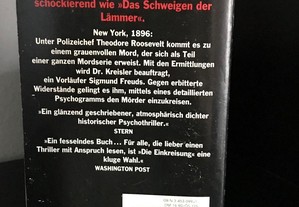 schockierend wie »Das Schweigen der
Lämmer«.
New York, 1896:
Unter Polizeichef Theodore Roosevelt kommt es zu
einem grauenvollen Mord, der sich als Teil
einer ganzen Mordserie erweist. Mit den Ermittlungen
wird Dr. Kreisler beauftragt,
ein Vorläufer Sigmund Freuds. Gegen erbitterte
Widerstände gelingt es ihm, mittels eines detaillierten
Psychogramms den Mörder einzukreisen.
»Ein glänzend geschriebener, atmosphärisch dichter
historischer Psychothriller.«
STERN
»Ein fesselndes Buch... Für alle, die lieber einen
Thriller mit Anspruch lesen, ist »Die Einkreisung« eine
kluge Wahl.«
WASHINGTON POST